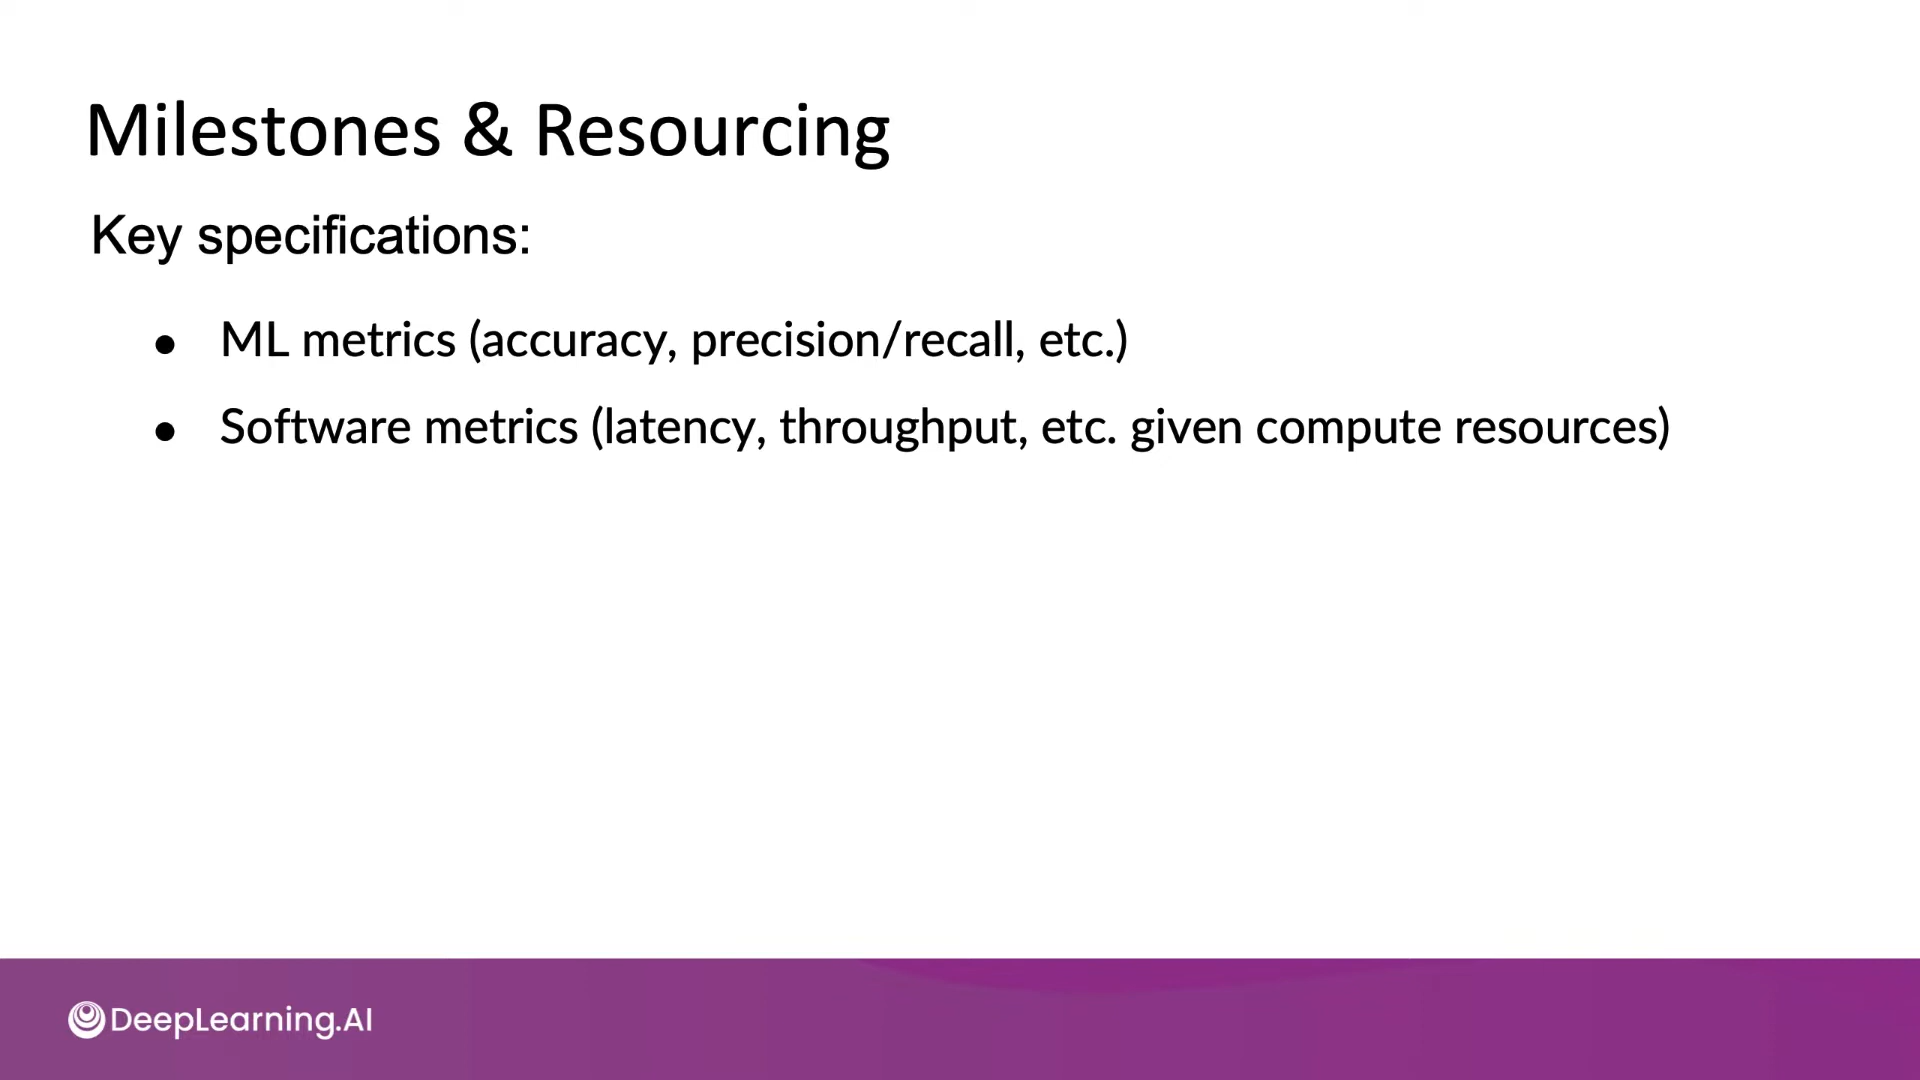 Milestones & Resourcing
Key specifications:
● ML metrics (accuracy, precision/recall, etc.)
● Software metrics (latency, throughput, etc. given compute resources)
DeepLearning.AI